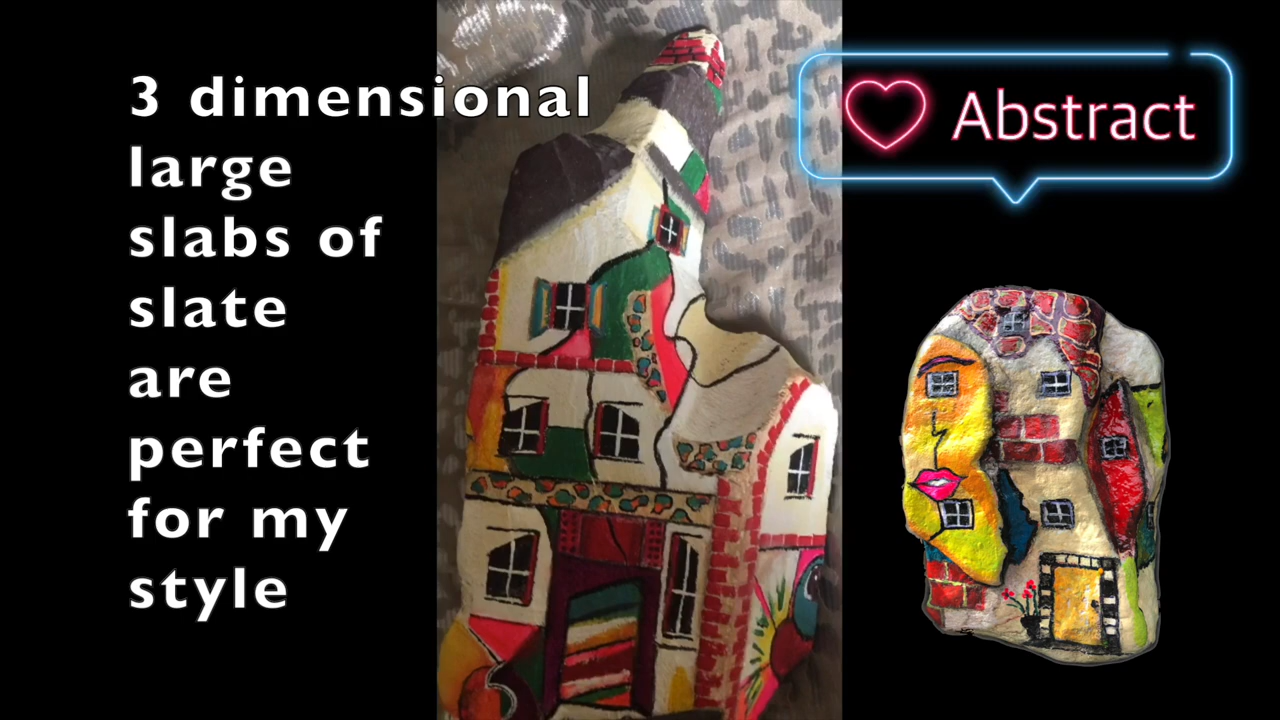 3 dimensional
large
slabs of
slate
are
perfect
for my
style
Abstract